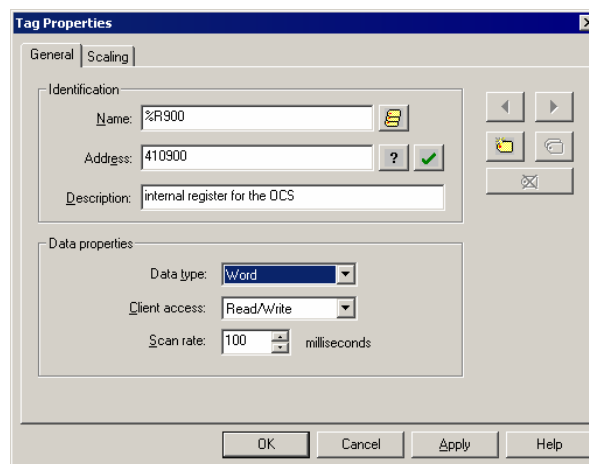 Tag Properties
General Scaling
Identification
Name: %R900
Address: 410900 ?
Description: internal register for the OCS
Data properties
Data type: Word
Client access: Read/Write
Scan rate: 100 milliseconds
OK Cancel Apply Help